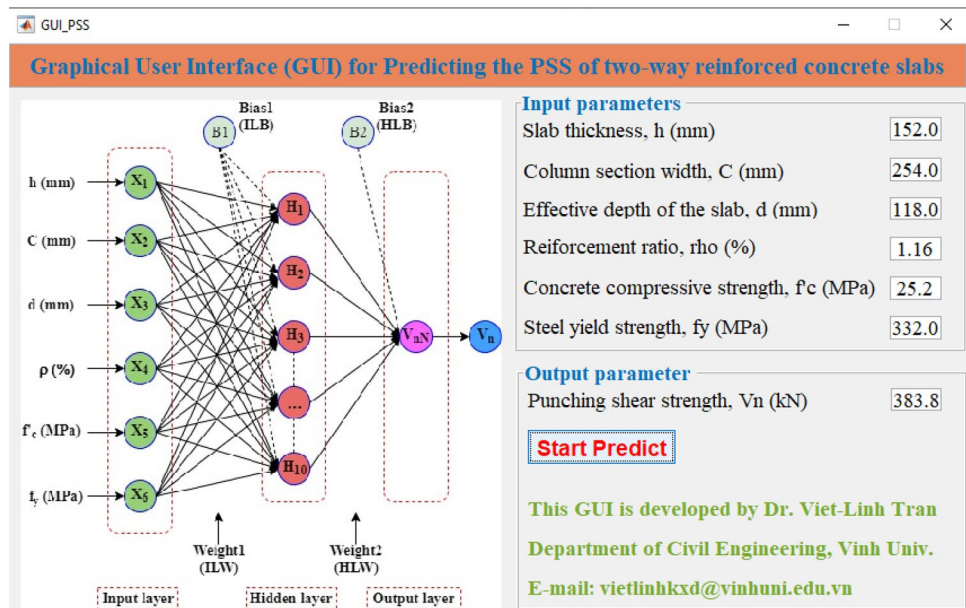 GUI_PSS
Graphical User Interface (GUI) for Predicting the PSS of two-way reinforced concrete slabs
Bias1
(ILB)
Bias2
(HLB)
B1
B2
h (mm)
X1
C (mm)
X2
d (mm)
X3
ρ (%)
X4
f'c (MPa)
X5
fy (MPa)
X6
H1
H2
H3
...
H10
VnN
Vn
Weight1
(ILW)
Weight2
(HLW)
Input layer
Hidden layer
Output layer
Input parameters
Slab thickness, h (mm) 152.0
Column section width, C (mm) 254.0
Effective depth of the slab, d (mm) 118.0
Reiforcement ratio, rho (%) 1.16
Concrete compressive strength, f'c (MPa) 25.2
Steel yield strength, fy (MPa) 332.0
Output parameter
Punching shear strength, Vn (kN) 383.8
Start Predict
This GUI is developed by Dr. Viet-Linh Tran
Department of Civil Engineering, Vinh Univ.
E-mail: vietlinhkxd@vinhuni.edu.vn